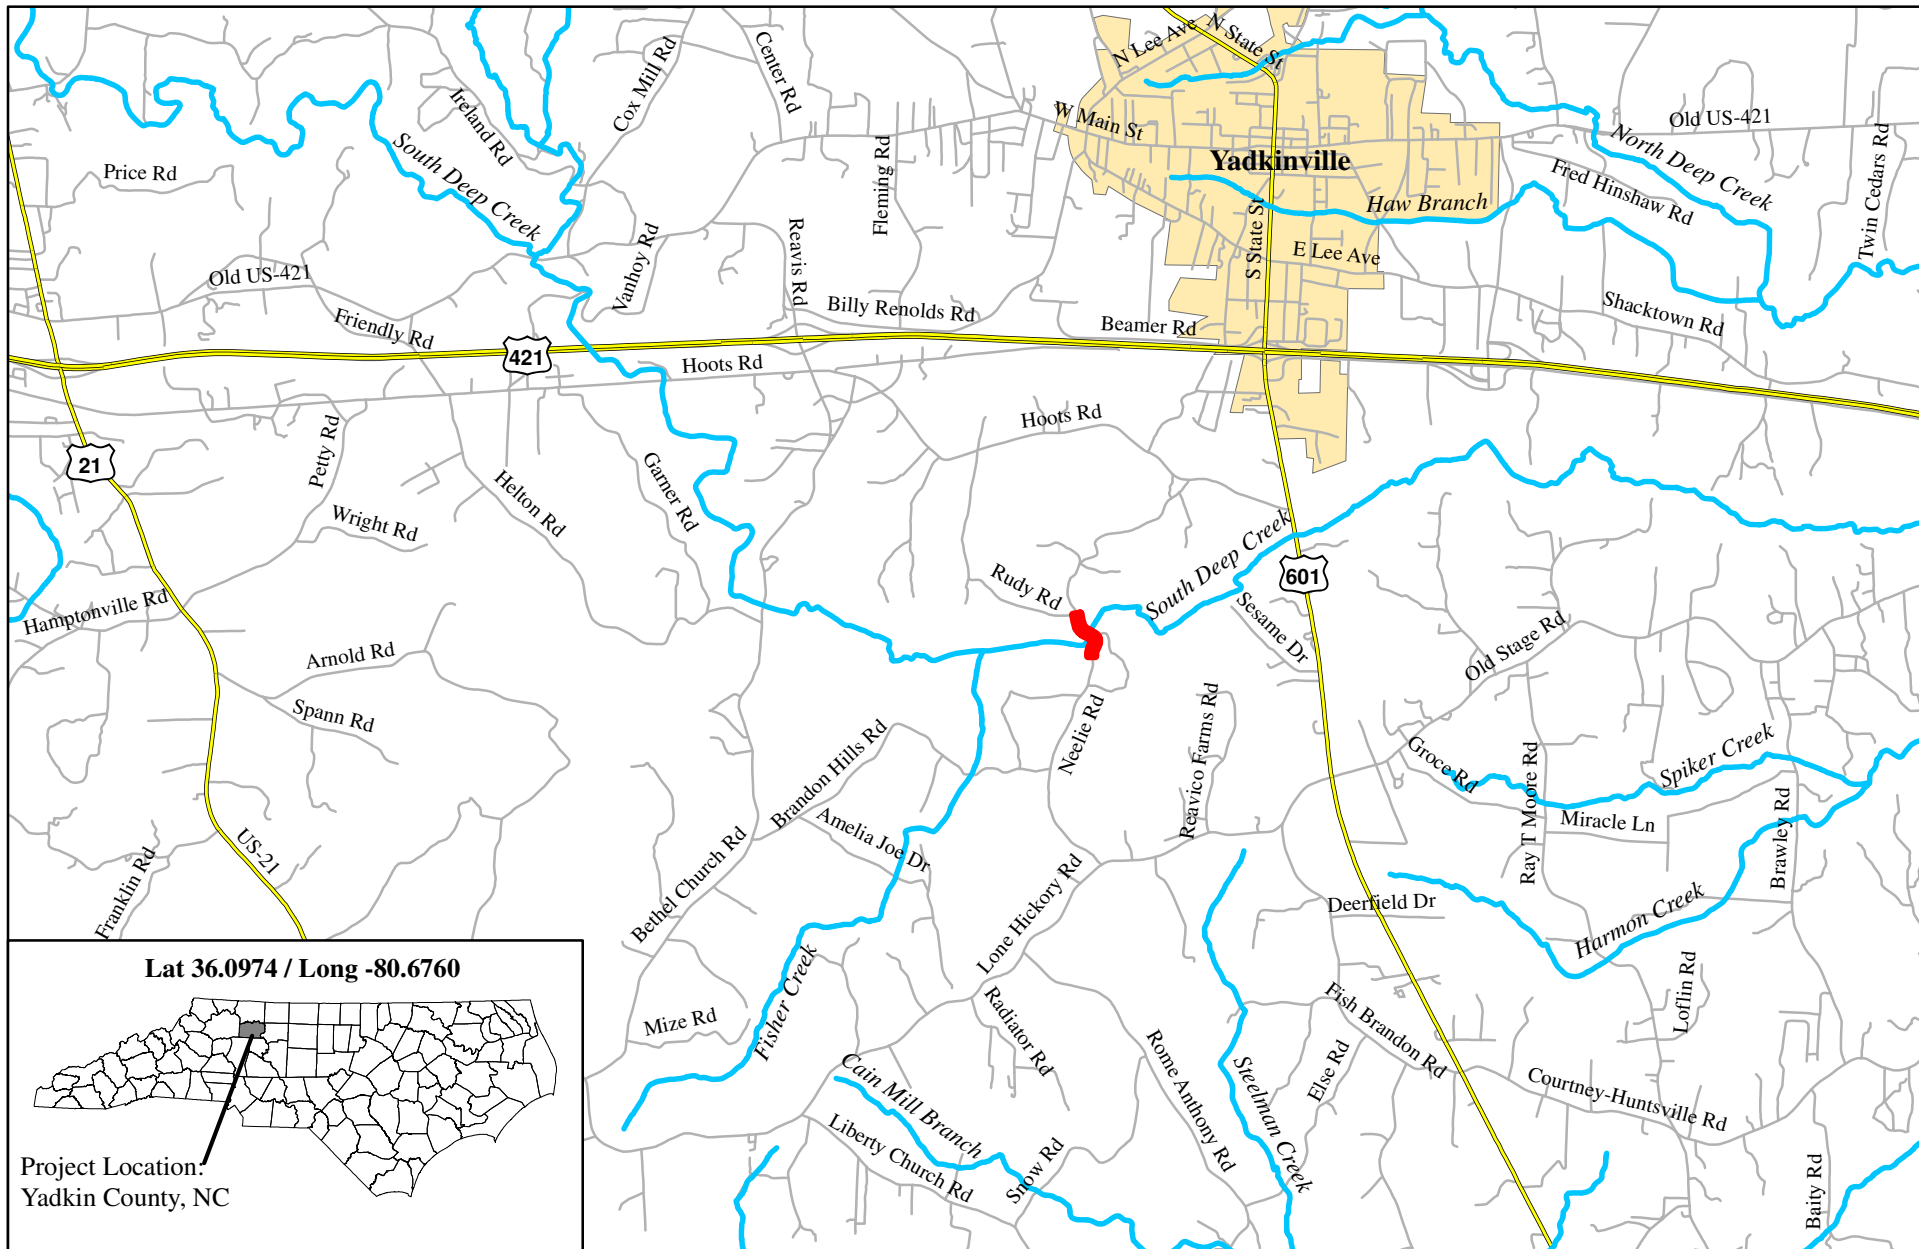 N Lee Ave
N State St
Center Rd
Cox Mill Rd
Ireland Rd
W Main St
Old US-421
North Deep Creek
Twin Cedars Rd
Price Rd
South Deep Creek
Fleming Rd
Yadkinville
Fred Hinshaw Rd
Haw Branch
Reavis Rd
Vanhoy Rd
S State St
E Lee Ave
Old US-421
Friendly Rd
Billy Renolds Rd
Beamer Rd
Shacktown Rd
421
Hoots Rd
Hoots Rd
21
Petty Rd
Garner Rd
Helton Rd
Wright Rd
South Deep Creek
601
Rudy Rd
Hamptonville Rd
Sesame Dr
Old Stage Rd
Arnold Rd
Spann Rd
Neelie Rd
Reavico Farms Rd
Brandon Hills Rd
Groce Rd
Spiker Creek
Ray T Moore Rd
Brawley Rd
Miracle Ln
Amelia Joe Dr
US-21
Franklin Rd
Bethel Church Rd
Lone Hickory Rd
Deerfield Dr
Harmon Creek
Loflin Rd
Lat 36.0974 / Long -80.6760
Mize Rd
Fisher Creek
Radiator Rd
Fish Brandon Rd
Cain Mill Branch
Rome Anthony Rd
Else Rd
Steelman Creek
Courtney-Huntsville Rd
Liberty Church Rd
Snow Rd
Baity Rd
Project Location:
Yadkin County, NC